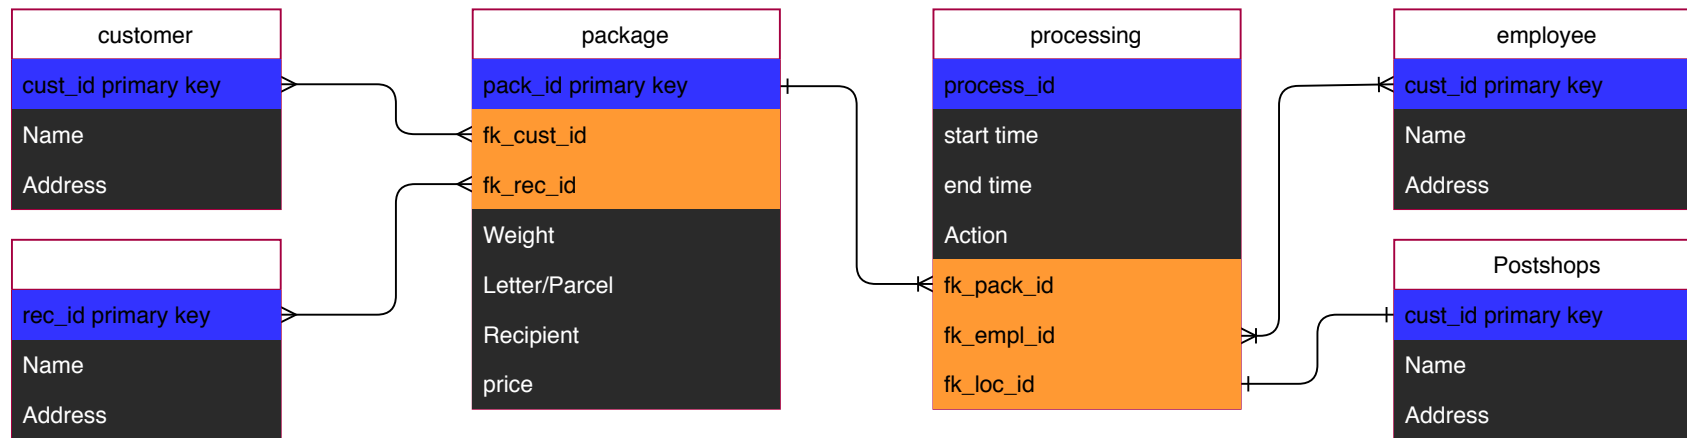 customer
cust_id primary key
Name
Address
rec_id primary key
Name
Address
package
pack_id primary key
fk_cust_id
fk_rec_id
Weight
Letter/Parcel
Recipient
price
processing
process_id
start time
end time
Action
fk_pack_id
fk_empl_id
fk_loc_id
employee
cust_id primary key
Name
Address
Postshops
cust_id primary key
Name
Address